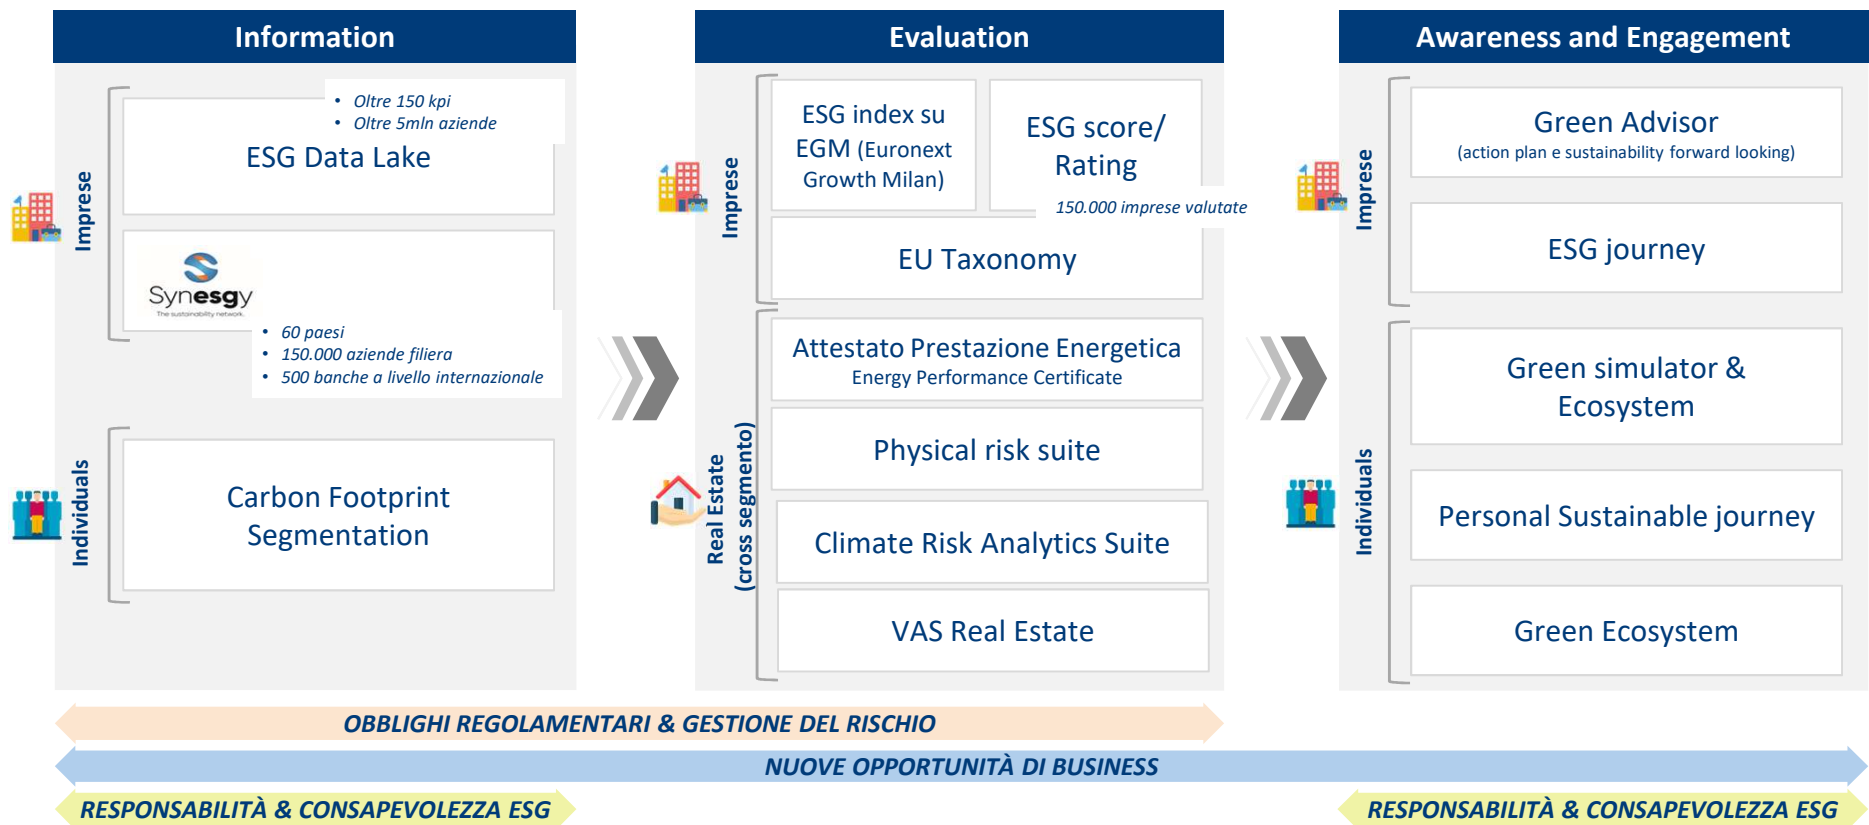 Information
Imprese
• Oltre 150 kpi
• Oltre 5mln aziende
ESG Data Lake
Synesgy
The sustainability network.
• 60 paesi
• 150.000 aziende filiera
• 500 banche a livello internazionale
Individuals
Carbon Footprint
Segmentation
Evaluation
Imprese
ESG index su
EGM (Euronext
Growth Milan)
ESG score/
Rating
150.000 imprese valutate
EU Taxonomy
Real Estate
(cross segmento)
Attestato Prestazione Energetica
Energy Performance Certificate
Physical risk suite
Climate Risk Analytics Suite
VAS Real Estate
Awareness and Engagement
Imprese
Green Advisor
(action plan e sustainability forward looking)
ESG journey
Individuals
Green simulator &
Ecosystem
Personal Sustainable journey
Green Ecosystem
OBBLIGHI REGOLAMENTARI & GESTIONE DEL RISCHIO
NUOVE OPPORTUNITÀ DI BUSINESS
RESPONSABILITÀ & CONSAPEVOLEZZA ESG
RESPONSABILITÀ & CONSAPEVOLEZZA ESG